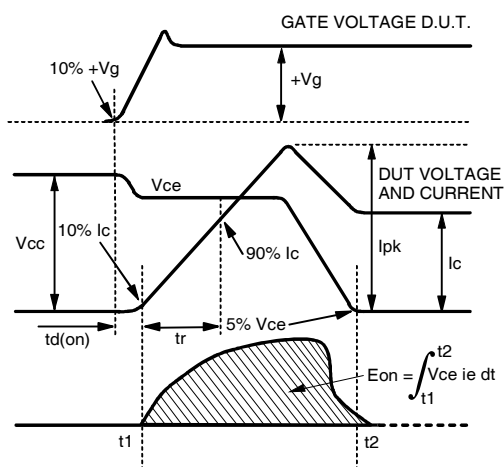 GATE VOLTAGE D.U.T.
10% +Vg
+Vg
Vce
DUT VOLTAGE
AND CURRENT
Vcc
10% Ic
90% Ic
Ipk
Ic
td(on)
tr
5% Vce
t2
Eon = ∫ Vce ie dt
t1
t1
t2